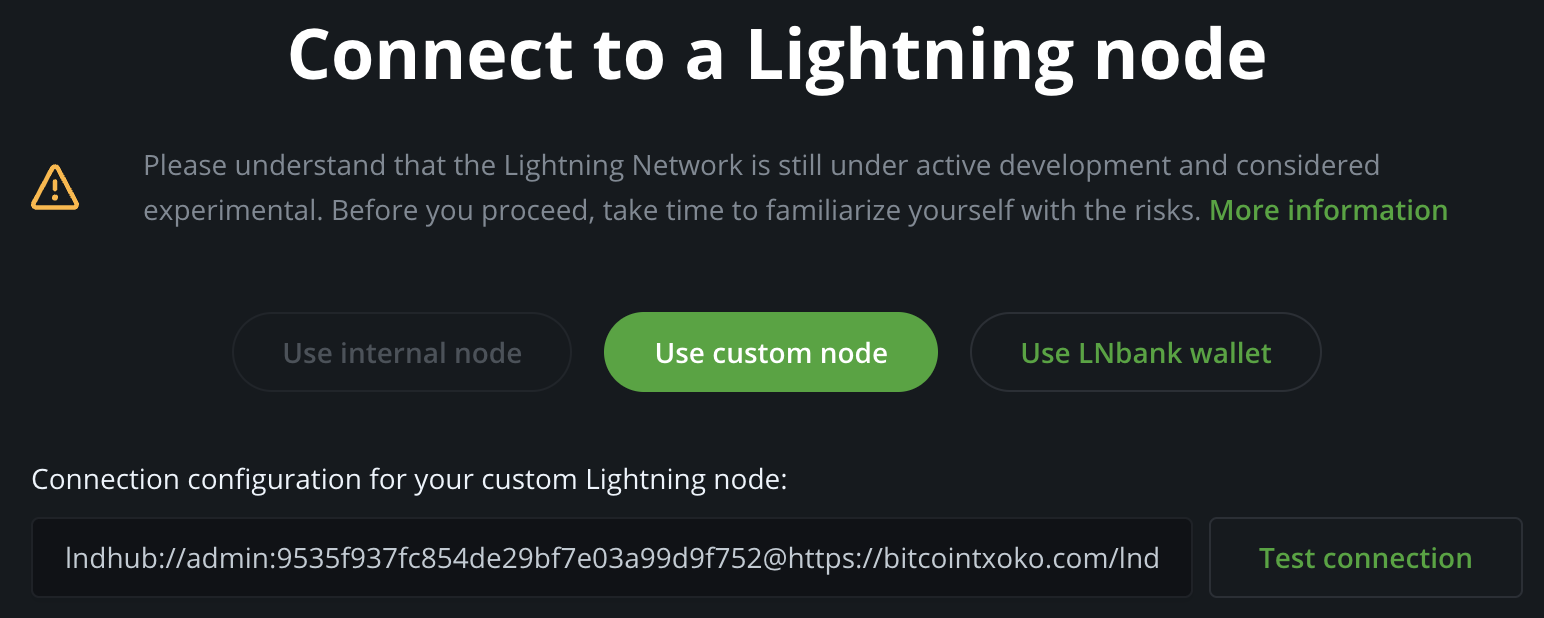 Connect to a Lightning node
Please understand that the Lightning Network is still under active development and considered
experimental. Before you proceed, take time to familiarize yourself with the risks. More information
Use internal node
Use custom node
Use LNbank wallet
Connection configuration for your custom Lightning node:
lndhub://admin:9535f937fc854de29bf7e03a99d9f752@https://bitcointxoko.com/lnd
Test connection